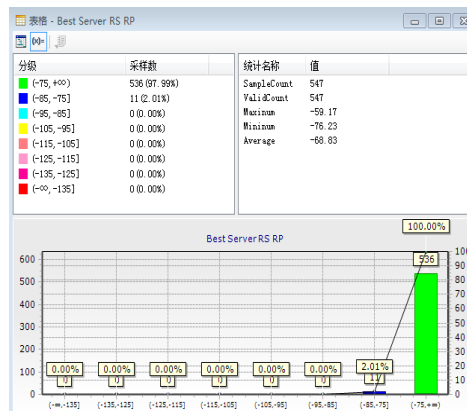 表格 - Best Server RS RP
分级 采样数
(-75, +∞) 536 (97.99%)
(-85, -75] 11 (2.01%)
(-95, -85] 0 (0.00%)
(-105, -95] 0 (0.00%)
(-115, -105] 0 (0.00%)
(-125, -115] 0 (0.00%)
(-135, -125] 0 (0.00%)
(-∞, -135] 0 (0.00%)
统计名称 值
SampleCount 547
ValidCount 547
Maximum -59.17
Mininum -76.23
Average -68.83
Best Server RS RP
100.00%
600 536 100
90
500 80
70
400 60
300 50
40
200 30
100 0.00% 0.00% 0.00% 0.00% 0.00% 0.00% 2.01% 20
0 0 0 0 0 0 11 10
0 0
(-∞,-135] (-135,-125] (-125,-115] (-115,-105] (-105,-95] (-95,-85] (-85,-75] (-75,+∞)